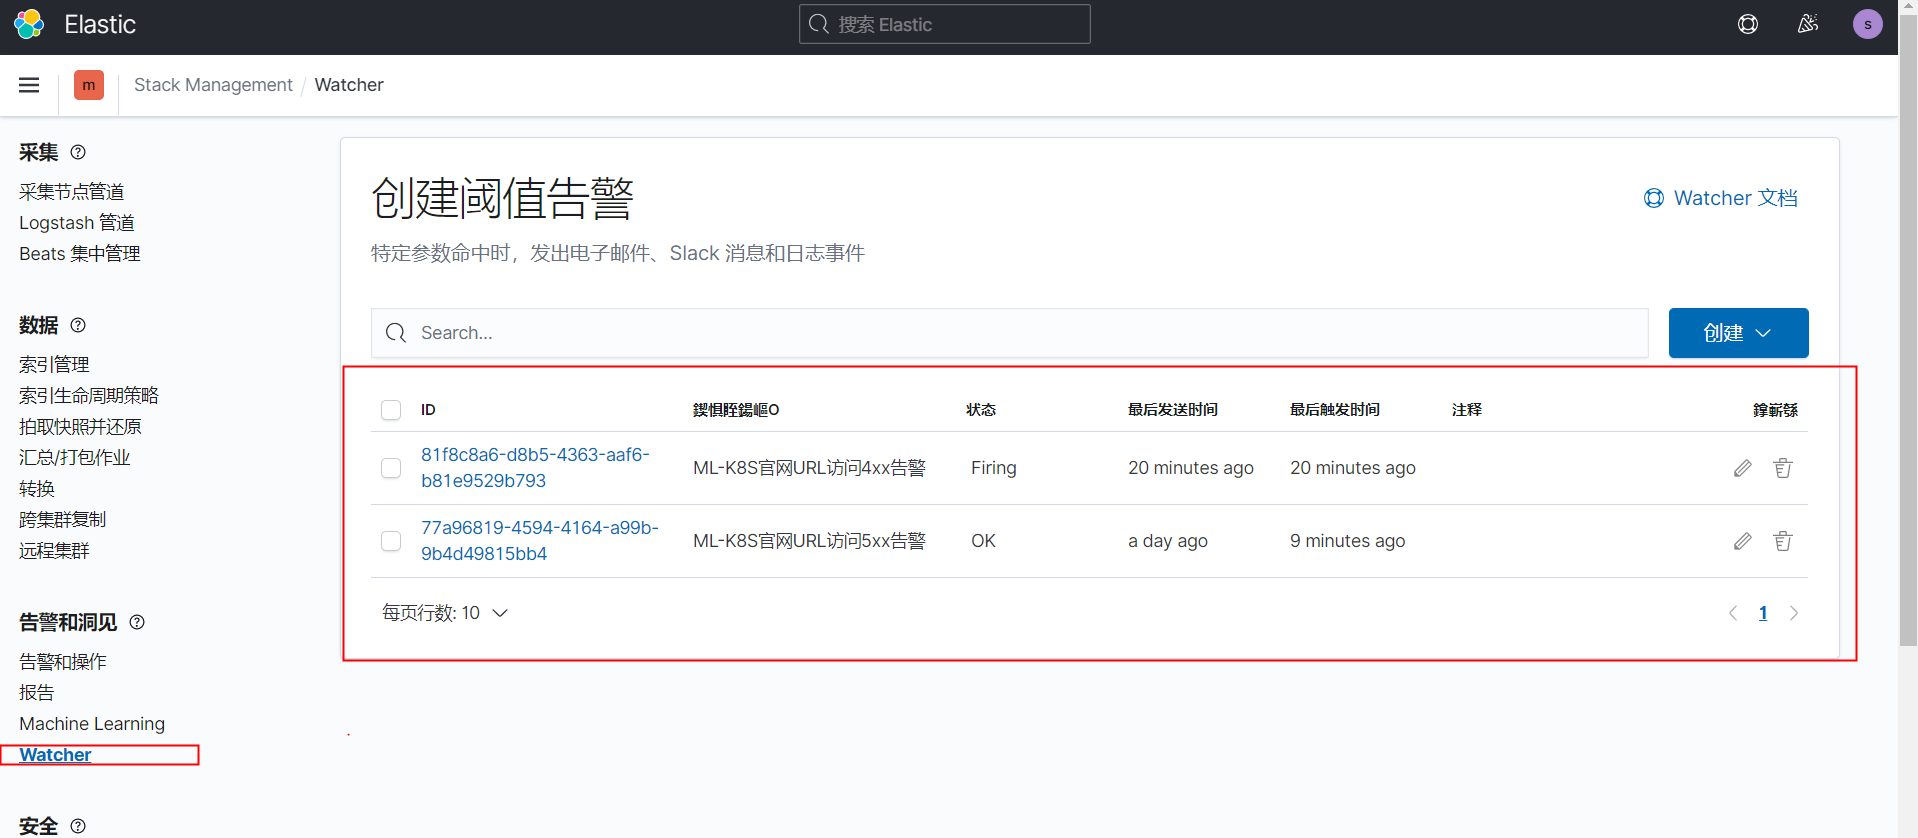 Elastic
搜索 Elastic
s
m
Stack Management / Watcher
采集
采集节点管道
Logstash 管道
Beats 集中管理
数据
索引管理
索引生命周期策略
拍取快照并还原
汇总/打包作业
转换
跨集群复制
远程集群
告警和洞见
告警和操作
报告
Machine Learning
Watcher
安全
创建阈值告警
Watcher 文档
特定参数命中时，发出电子邮件、Slack 消息和日志事件
Search...
创建
ID 状态 最后发送时间 最后触发时间 注释
81f8c8a6-d8b5-4363-aaf6-
b81e9529b793
ML-K8S官网URL访问4xx告警 Firing 20 minutes ago 20 minutes ago
77a96819-4594-4164-a99b-
9b4d49815bb4
ML-K8S官网URL访问5xx告警 OK a day ago 9 minutes ago
每页行数: 10
1